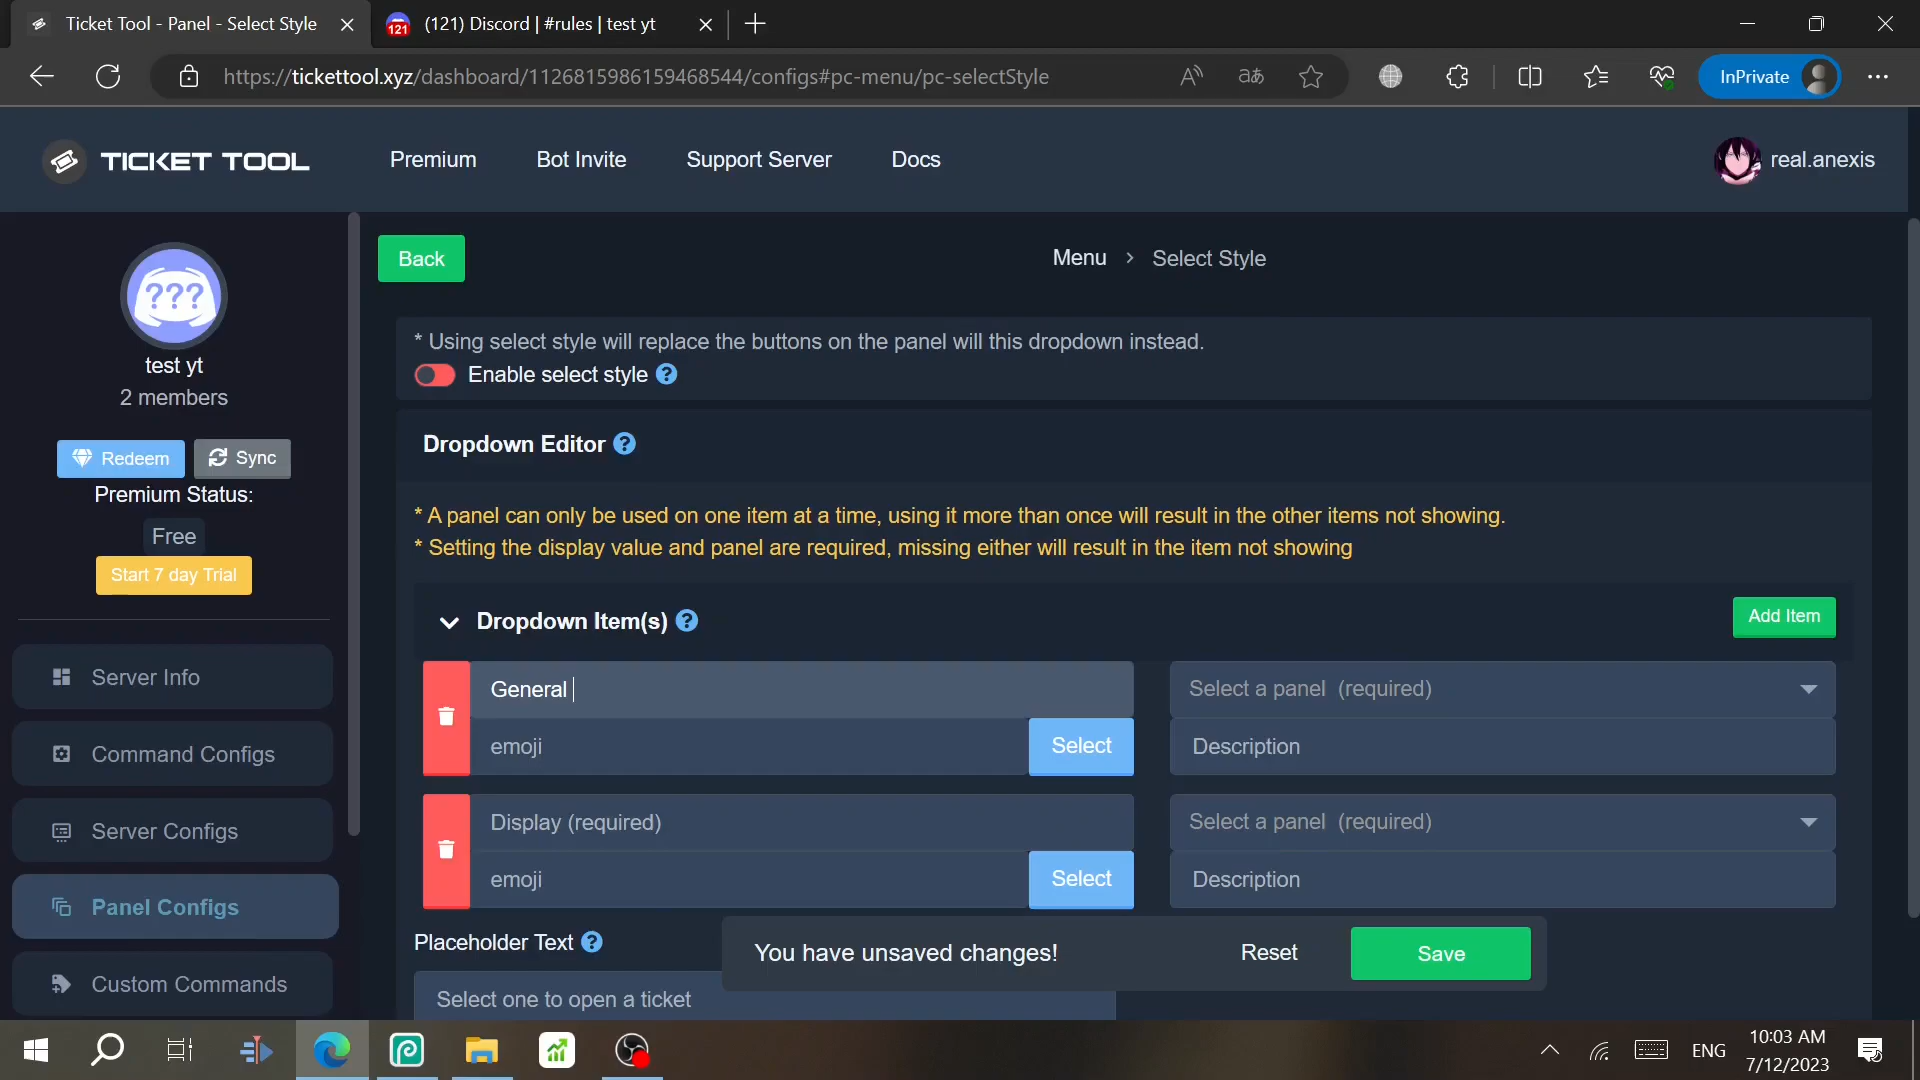 Ticket Tool - Panel - Select Style
121
(121) Discord | #rules | test yt
https://tickettool.xyz/dashboard/1126815986159468544/configs#pc-menu/pc-selectStyle
InPrivate
TICKET TOOL
Premium
Bot Invite
Support Server
Docs
real.anexis
???
test yt
2 members
Redeem
Sync
Premium Status:
Free
Start 7 day Trial
Server Info
Command Configs
Server Configs
Panel Configs
Custom Commands
Back
Menu > Select Style
* Using select style will replace the buttons on the panel will this dropdown instead.
Enable select style ?
Dropdown Editor ?
* A panel can only be used on one item at a time, using it more than once will result in the other items not showing.
* Setting the display value and panel are required, missing either will result in the item not showing
Dropdown Item(s) ?
Add Item
General
Select a panel (required)
emoji
Select
Description
Display (required)
Select a panel (required)
emoji
Select
Description
Placeholder Text ?
Select one to open a ticket
You have unsaved changes!
Reset
Save
ENG
10:03 AM
7/12/2023